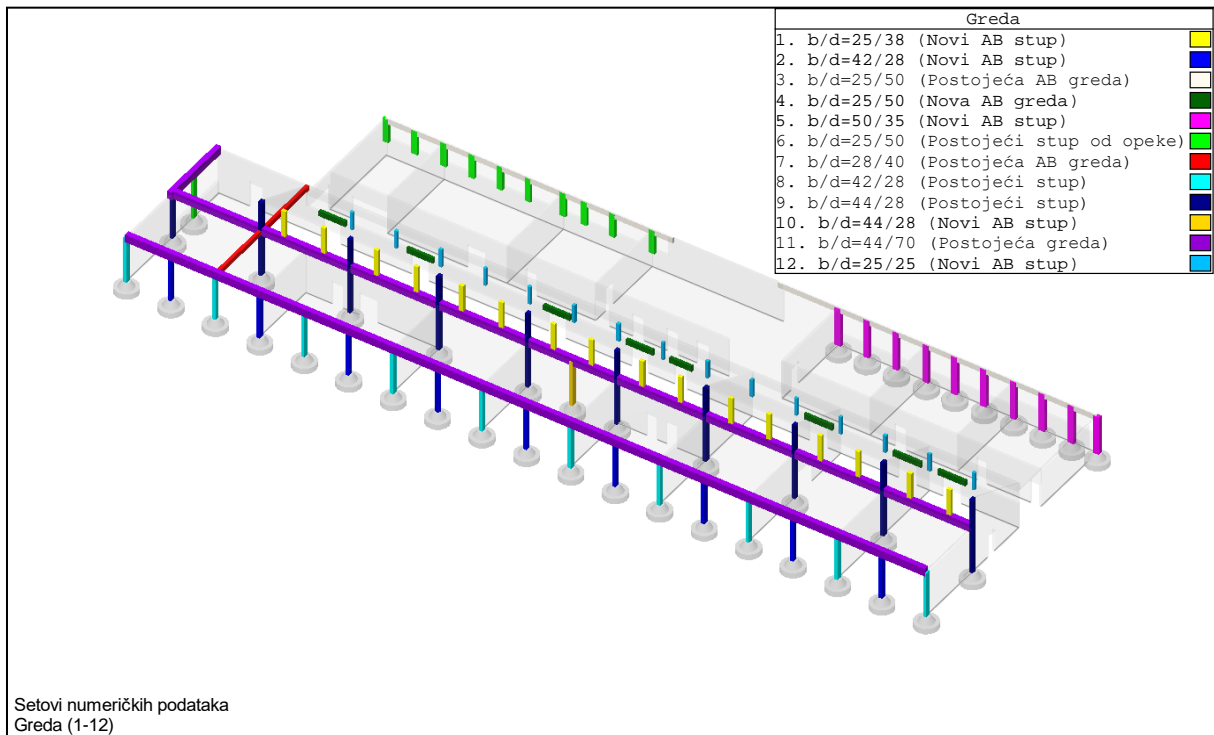 Greda
1. b/d=25/38 (Novi AB stup)
2. b/d=42/28 (Novi AB stup)
3. b/d=25/50 (Postojeća AB greda)
4. b/d=25/50 (Nova AB greda)
5. b/d=50/35 (Novi AB stup)
6. b/d=25/50 (Postojeći stup od opeke)
7. b/d=28/40 (Postojeća AB greda)
8. b/d=42/28 (Postojeći stup)
9. b/d=44/28 (Postojeći stup)
10. b/d=44/28 (Novi AB stup)
11. b/d=44/70 (Postojeća greda)
12. b/d=25/25 (Novi AB stup)
Setovi numeričkih podataka
Greda (1-12)